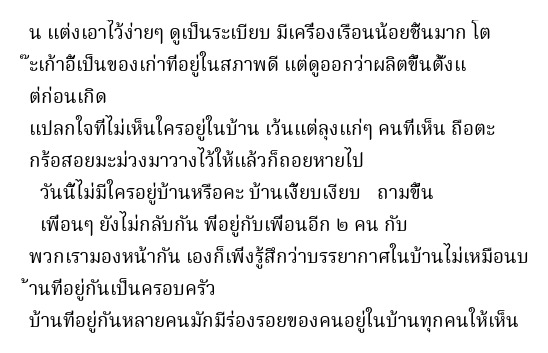 น แต่งเอาไว้ง่ายๆ ดูเป็นระเบียบ มีเครื่องเรือนน้อยชิ้นมาก โต
๊ะเก้าอี้เป็นของเก่าที่อยู่ในสภาพดี แต่ดูออกว่าผลิตขึ้นตั้งแ
ต่ก่อนเกิด
แปลกใจที่ไม่เห็นใครอยู่ในบ้าน เว้นแต่ลุงแก่ๆ คนที่เห็น ถือตะ
กร้อสอยมะม่วงมาวางไว้ให้แล้วก็ถอยหายไป
วันนี้ไม่มีใครอยู่บ้านหรือคะ บ้านเงี้ยบเงียบ ถามขึ้น
เพื่อนๆ ยังไม่กลับกัน พี่อยู่กับเพื่อนอีก ๒ คน กับ
พวกเรามองหน้ากัน เองก็เพิ่งรู้สึกว่าบรรยากาศในบ้านไม่เหมือนบ
้านที่อยู่กันเป็นครอบครัว
บ้านที่อยู่กันหลายคนมักมีร่องรอยของคนอยู่ในบ้านทุกคนให้เห็น